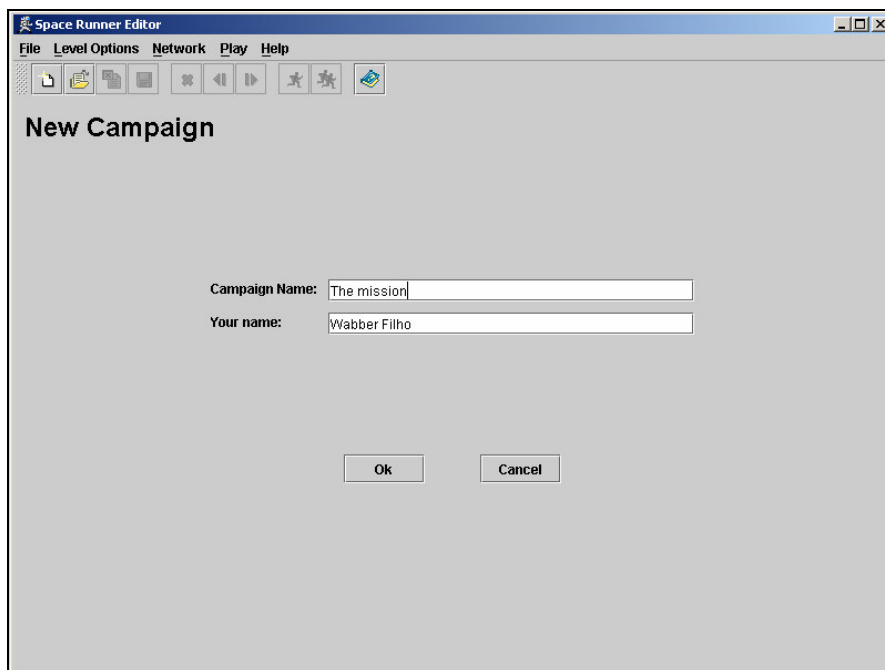 Space Runner Editor
File Level Options Network Play Help
New Campaign
Campaign Name: The mission
Your name: Wabber Filho
Ok Cancel